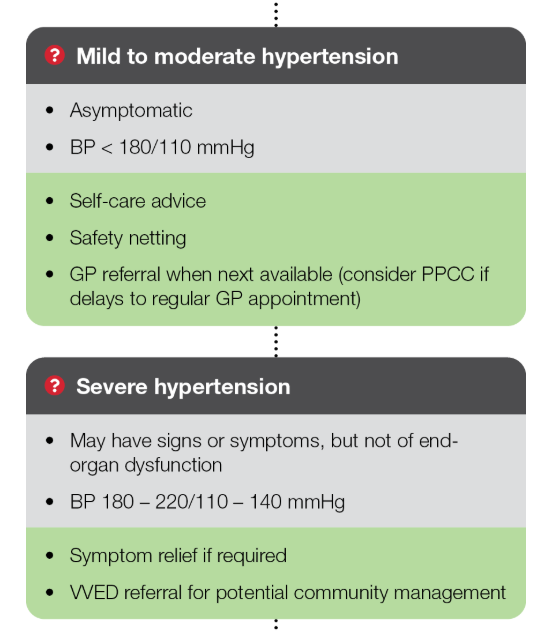 ? Mild to moderate hypertension
• Asymptomatic
• BP < 180/110 mmHg
• Self-care advice
• Safety netting
• GP referral when next available (consider PPCC if
delays to regular GP appointment)
? Severe hypertension
• May have signs or symptoms, but not of end-
organ dysfunction
• BP 180 – 220/110 – 140 mmHg
• Symptom relief if required
• VVED referral for potential community management